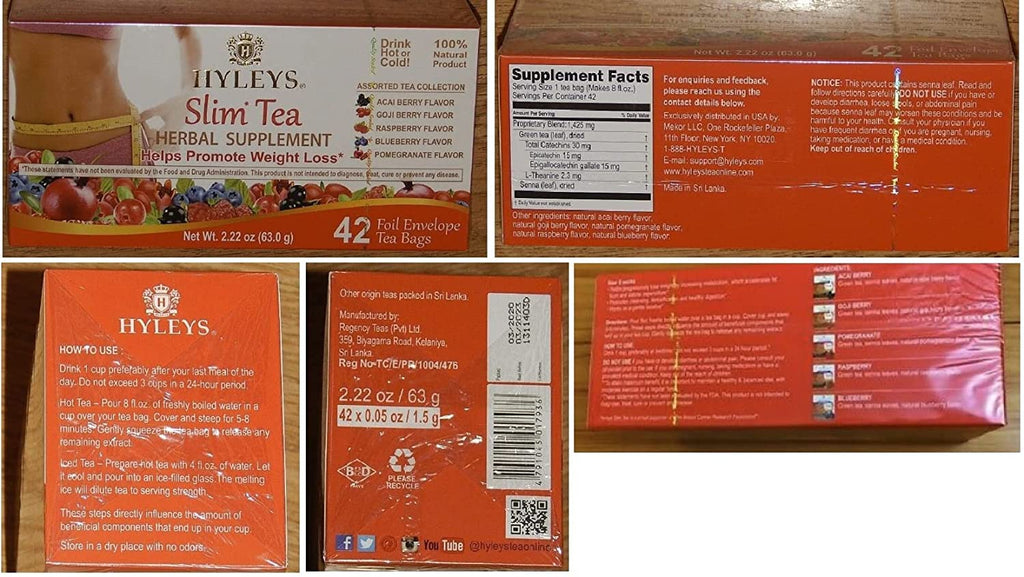 HYLEYS®
Slim® Tea
HERBAL SUPPLEMENT
Helps Promote Weight Loss*
*These statements have not been evaluated by the Food and Drug Administration. This product is not intended to diagnose, treat, cure or prevent any disease.
Drink
Hot or
Cold!
100%
Natural
Product
ASSORTED TEA COLLECTION
ACAI BERRY FLAVOR
GOJI BERRY FLAVOR
RASPBERRY FLAVOR
BLUEBERRY FLAVOR
POMEGRANATE FLAVOR
Net Wt. 2.22 oz (63.0 g)
42 Foil Envelope
Tea Bags
Net Wt. 2.22 oz (63.0 g)
42 Foil Envelope
Tea Bags
Supplement Facts
Serving Size 1 tea bag (Makes 8 fl.oz.)
Servings Per Container 42
Amount Per Serving % Daily Value
Proprietary Blend: 1,425 mg
Green tea (leaf), dried †
Total Catechins 30 mg †
Epicatechin 15 mg †
Epigallocatechin gallate 15 mg †
L-Theanine 2.3 mg †
Senna (leaf), dried †
† Daily Value not established.
Other ingredients: natural acai berry flavor,
natural goji berry flavor, natural pomegranate flavor,
natural raspberry flavor, natural blueberry flavor.
For enquiries and feedback,
please reach us using the
contact details below.
Exclusively distributed in USA by:
Mekor LLC, One Rockefeller Plaza,
11th Floor, New York, NY, 10020.
1-888-HYLEYS-T
E-mail: support@hyleys.com
www.hyleysteaonline.com
Made in Sri Lanka.
NOTICE: This product contains senna leaf. Read and
follow directions carefully. DO NOT USE if you have or
develop diarrhea, loose stools, or abdominal pain
because senna leaf may worsen these conditions and be
harmful to your health. Consult your physician if you
have frequent diarrhea or you are pregnant, nursing,
taking medication, or have a medical condition.
Keep out of reach of children.
HYLEYS®
HOW TO USE :
Drink 1 cup preferably after your last meal of the
day. Do not exceed 3 cups in a 24-hour period.
Hot Tea – Pour 8 fl.oz. of freshly boiled water in a
cup over your tea bag. Cover and steep for 5-8
minutes. Gently squeeze the tea bag to release any
remaining extract.
Iced Tea – Prepare hot tea with 4 fl.oz. of water. Let
it cool and pour into an ice-filled glass. The melting
ice will dilute tea to serving strength.
These steps directly influence the amount of
beneficial components that end up in your cup.
Store in a dry place with no odors.
Other origin teas packed in Sri Lanka.
Manufactured by:
Regency Teas (Pvt) Ltd.
359, Biyagama Road, Kelaniya,
Sri Lanka.
Reg No-TC/E/PR/1004/476
2.22 oz / 63 g
42 x 0.05 oz / 1.5 g
03/2020
03/2023
1311403D
4 791045 017936
PLEASE
RECYCLE
You Tube @hyleysteaonline
INGREDIENTS:
ACAI BERRY
GOJI BERRY
POMEGRANATE
RASPBERRY
BLUEBERRY
HOW TO USE: